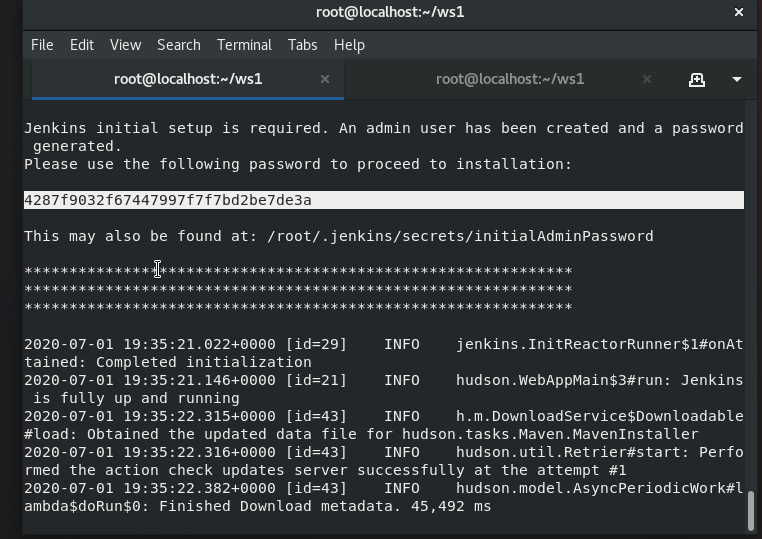 root@localhost:~/ws1
File Edit View Search Terminal Tabs Help
root@localhost:~/ws1 root@localhost:~/ws1
Jenkins initial setup is required. An admin user has been created and a password
generated.
Please use the following password to proceed to installation:
4287f9032f67447997f7f7bd2be7de3a
This may also be found at: /root/.jenkins/secrets/initialAdminPassword
*************************************************************
*************************************************************
*************************************************************
2020-07-01 19:35:21.022+0000 [id=29] INFO jenkins.InitReactorRunner$1#onAt
tained: Completed initialization
2020-07-01 19:35:21.146+0000 [id=21] INFO hudson.WebAppMain$3#run: Jenkins
is fully up and running
2020-07-01 19:35:22.315+0000 [id=43] INFO h.m.DownloadService$Downloadable
#load: Obtained the updated data file for hudson.tasks.Maven.MavenInstaller
2020-07-01 19:35:22.316+0000 [id=43] INFO hudson.util.Retrier#start: Perfo
rmed the action check updates server successfully at the attempt #1
2020-07-01 19:35:22.382+0000 [id=43] INFO hudson.model.AsyncPeriodicWork#l
ambda$doRun$0: Finished Download metadata. 45,492 ms